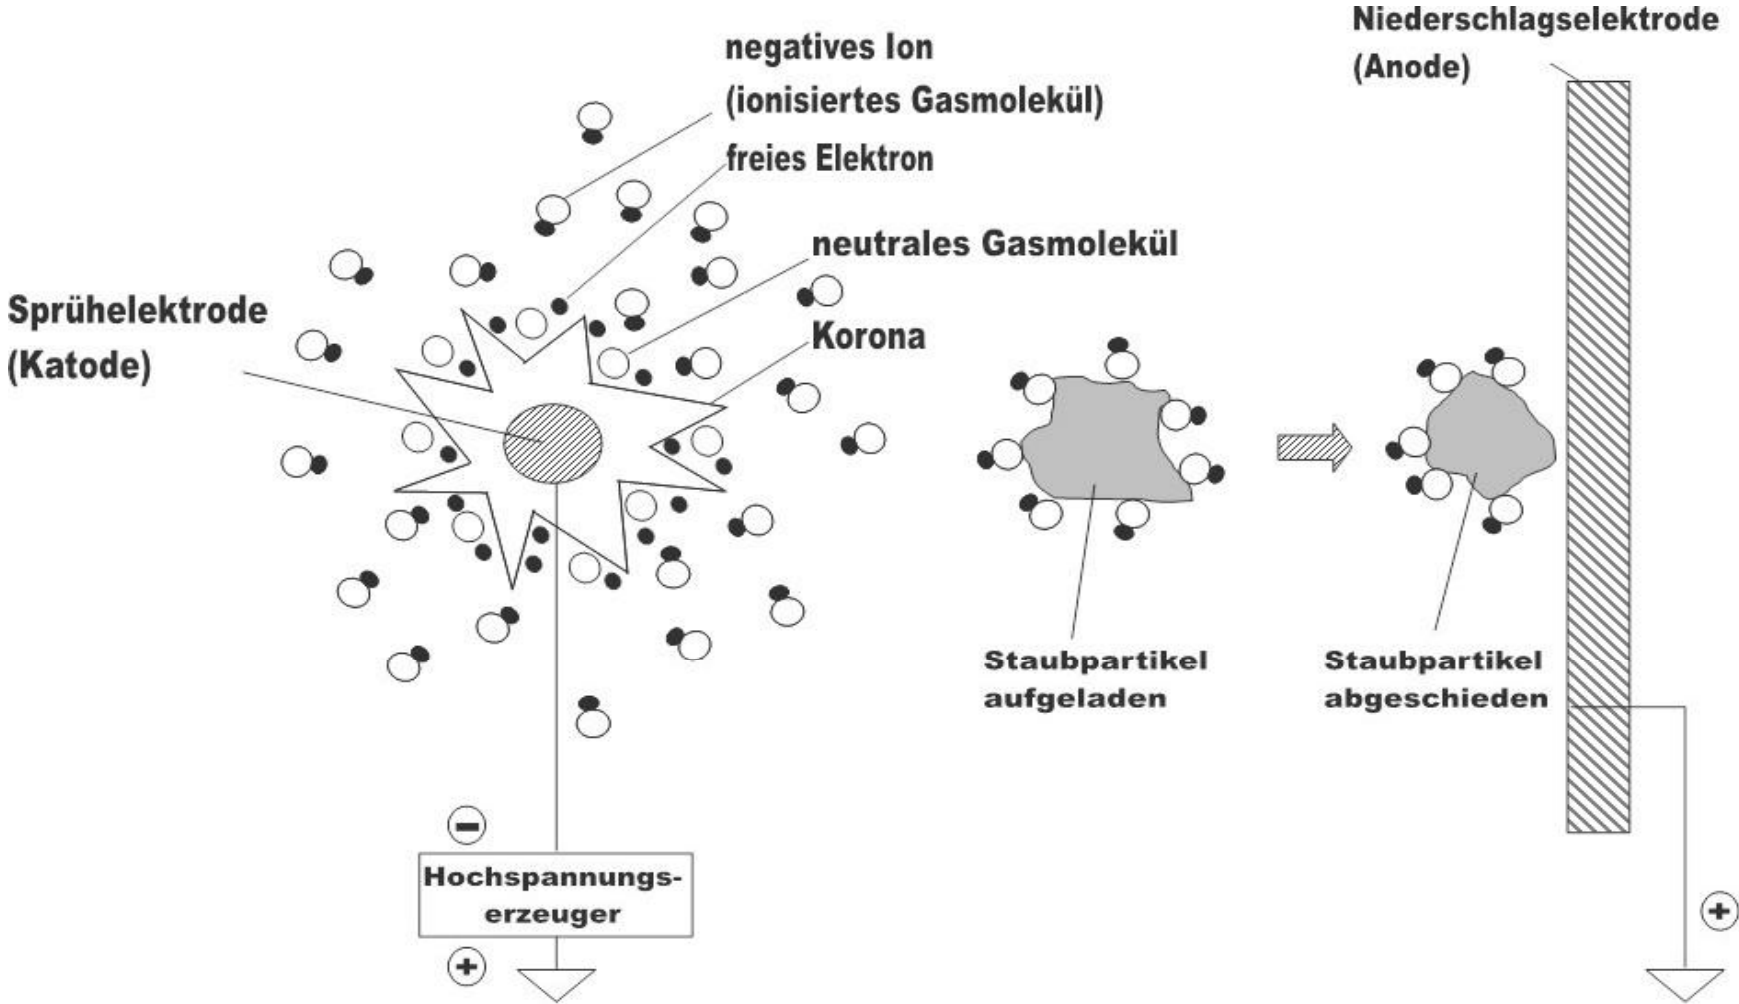 Niederschlagselektrode
(Anode)
negatives Ion
(ionisiertes Gasmolekül)
freies Elektron
neutrales Gasmolekül
Korona
Sprühelektrode
(Katode)
Staubpartikel
aufgeladen
Staubpartikel
abgeschieden
−
Hochspannungs-
erzeuger
+
+